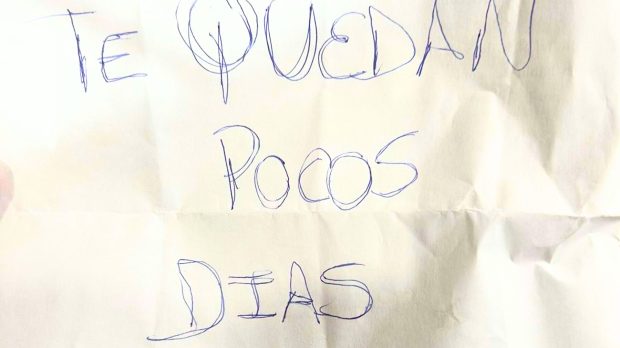 TE QUEDAN
POCOS
DIAS